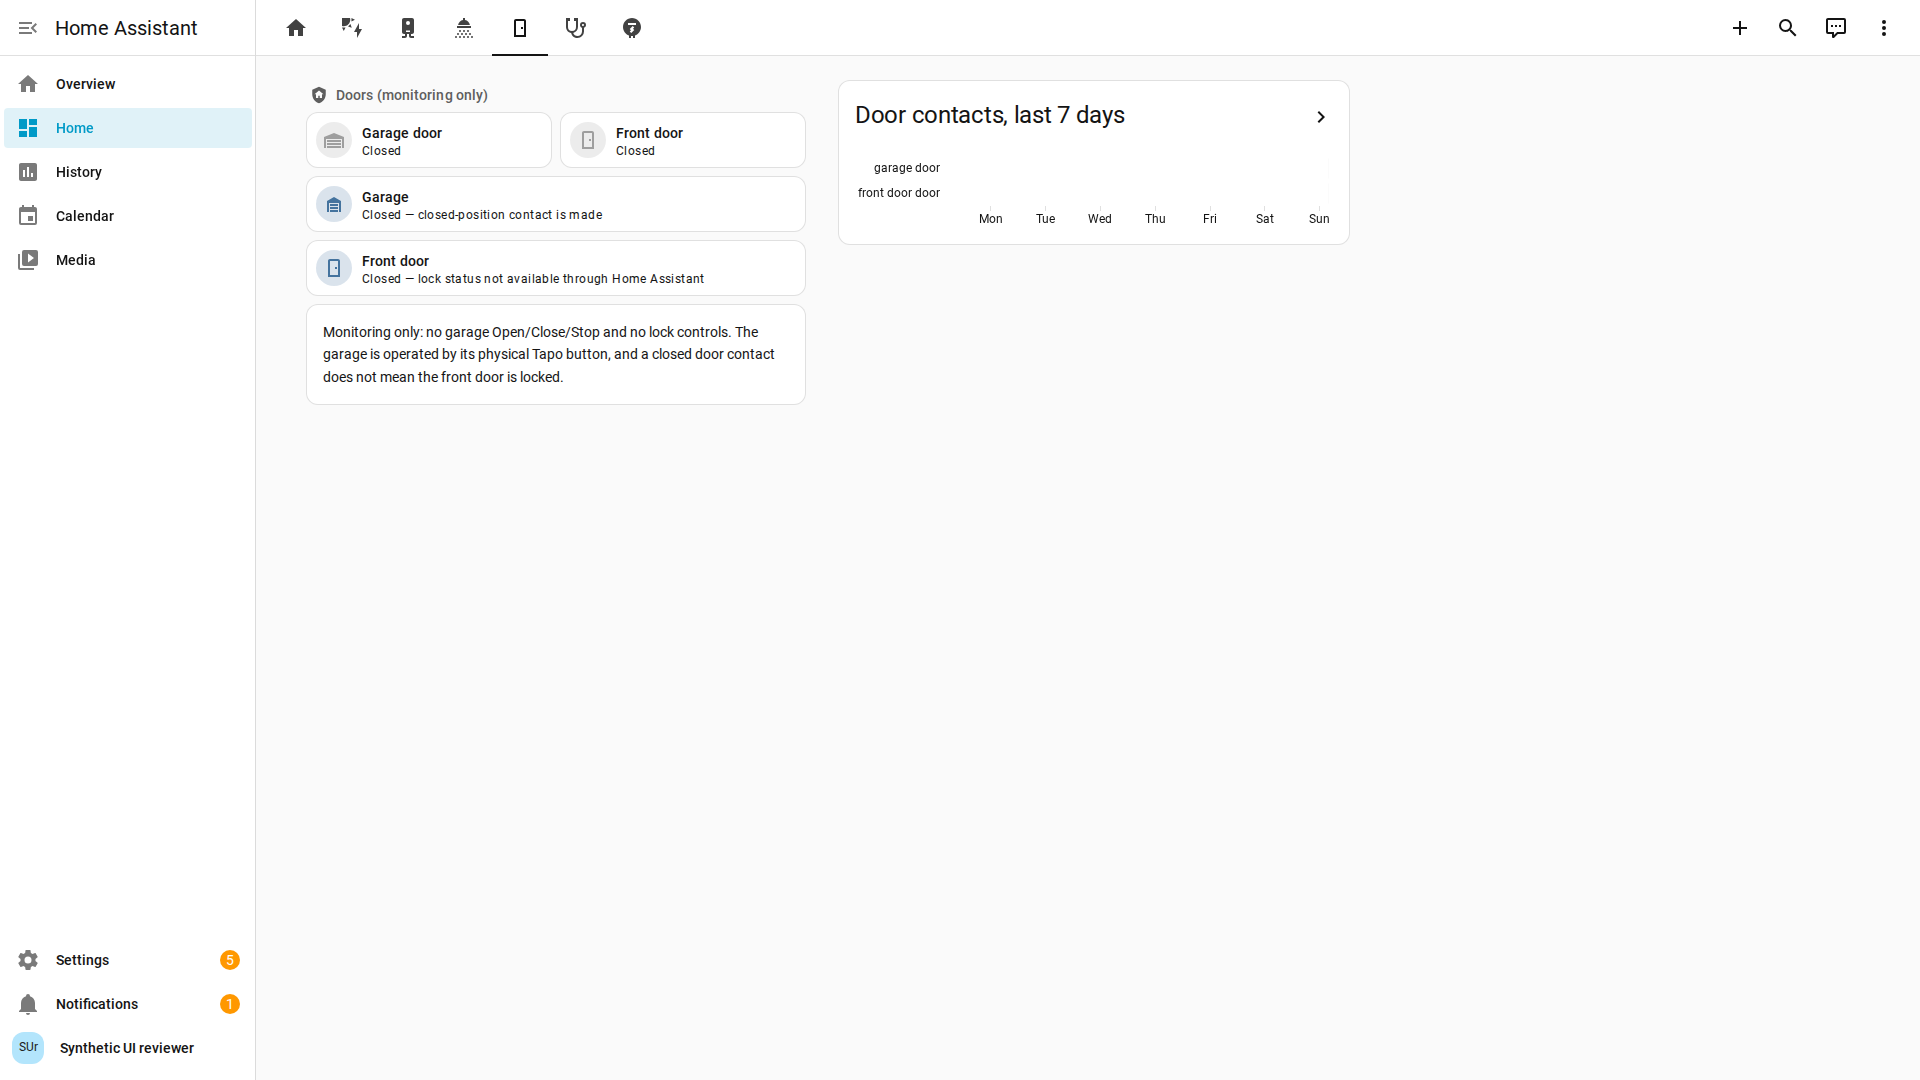 Home Assistant
Overview
Home
History
Calendar
Media
Settings 5
Notifications 1
SUr Synthetic UI reviewer
Doors (monitoring only)
Garage door
Closed
Front door
Closed
Garage
Closed — closed-position contact is made
Front door
Closed — lock status not available through Home Assistant
Monitoring only: no garage Open/Close/Stop and no lock controls. The
garage is operated by its physical Tapo button, and a closed door contact
does not mean the front door is locked.
Door contacts, last 7 days
garage door
front door door
Mon Tue Wed Thu Fri Sat Sun